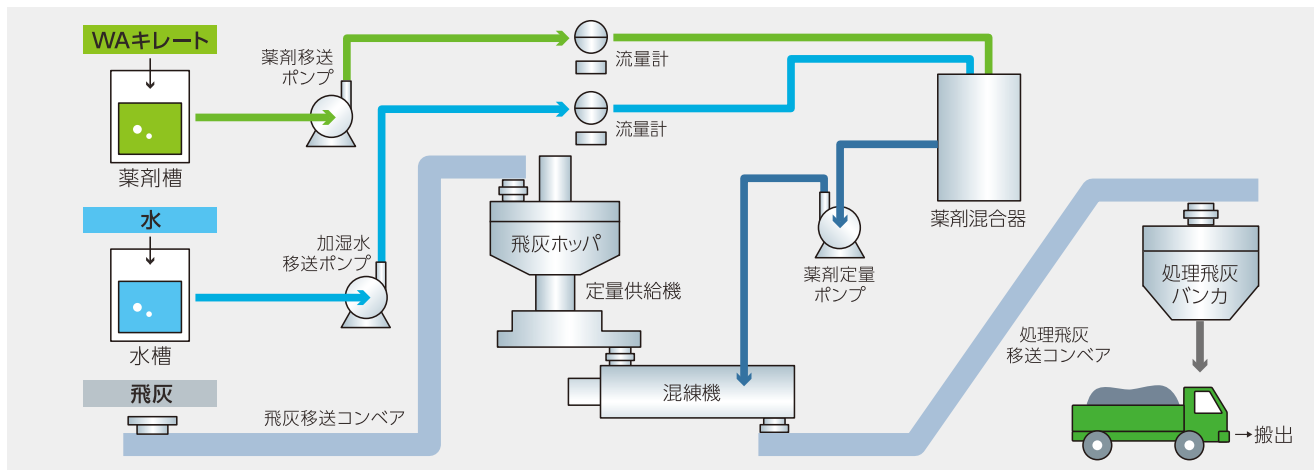 WAキレート
薬剤槽
薬剤移送
ポンプ
流量計
水
水槽
加湿水
移送ポンプ
流量計
飛灰
飛灰移送コンベア
飛灰ホッパ
定量供給機
混練機
薬剤混合器
薬剤定量
ポンプ
処理飛灰
移送コンベア
処理飛灰
バンカ
→搬出